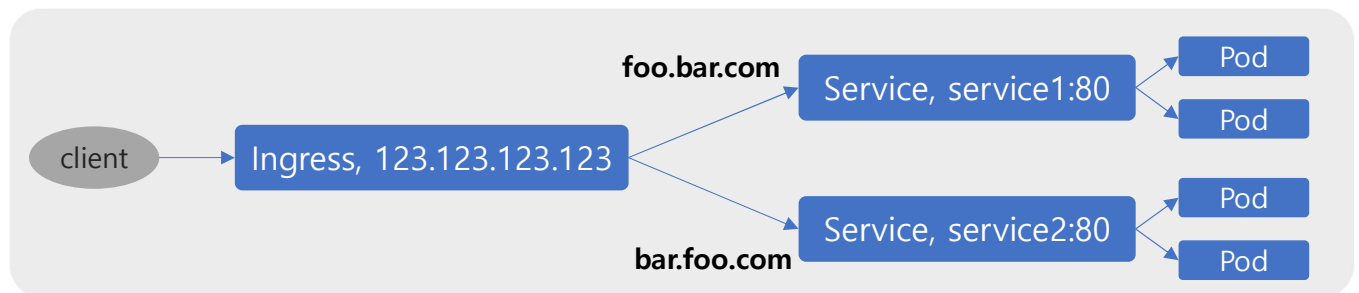 client
Ingress, 123.123.123.123
foo.bar.com
Service, service1:80
Pod
Pod
bar.foo.com
Service, service2:80
Pod
Pod